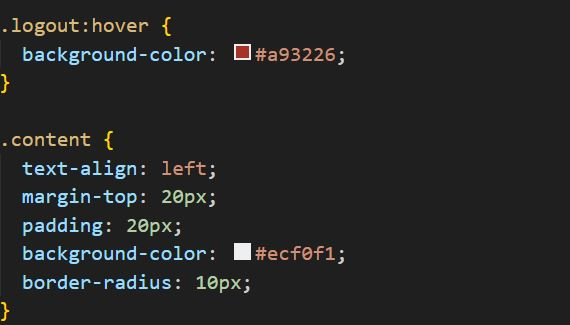 .logout:hover {
  background-color: #a93226;
}

.content {
  text-align: left;
  margin-top: 20px;
  padding: 20px;
  background-color: #ecf0f1;
  border-radius: 10px;
}